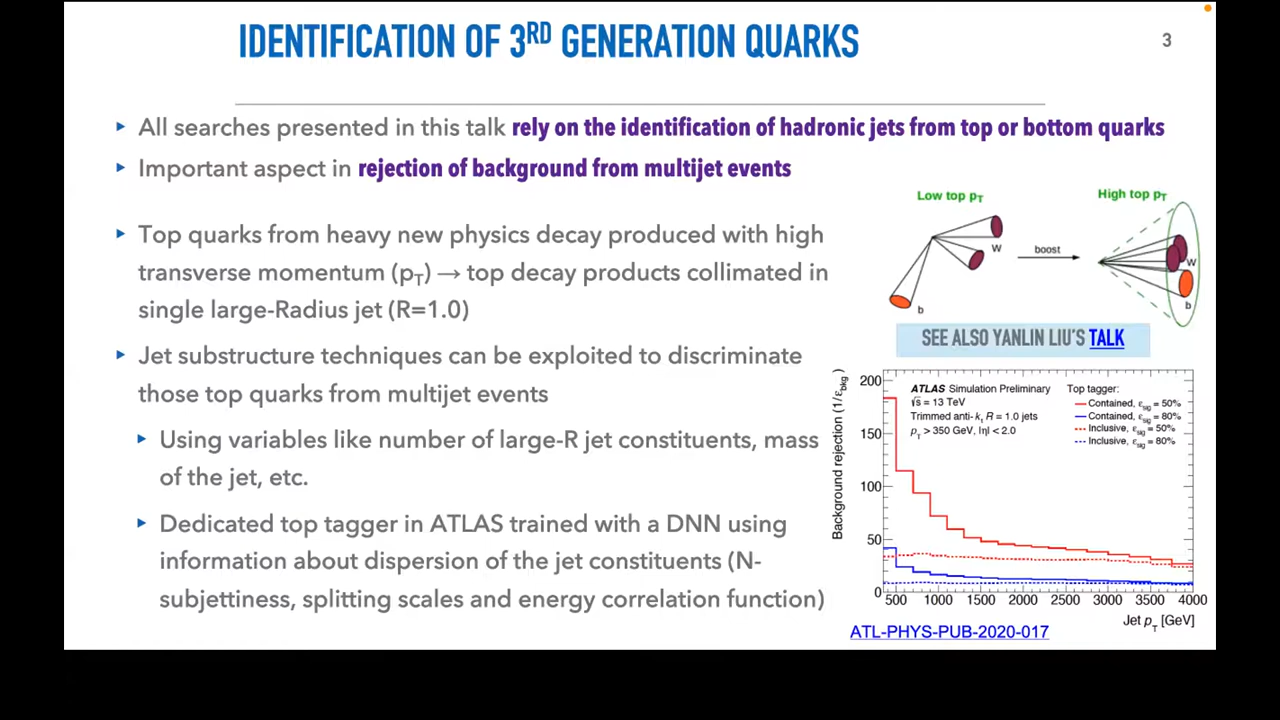 IDENTIFICATION OF 3RD GENERATION QUARKS
3
▸ All searches presented in this talk rely on the identification of hadronic jets from top or bottom quarks
▸ Important aspect in rejection of background from multijet events
▸ Top quarks from heavy new physics decay produced with high
transverse momentum (pT) → top decay products collimated in
single large-Radius jet (R=1.0)
▸ Jet substructure techniques can be exploited to discriminate
those top quarks from multijet events
▸ Using variables like number of large-R jet constituents, mass
of the jet, etc.
▸ Dedicated top tagger in ATLAS trained with a DNN using
information about dispersion of the jet constituents (N-
subjettiness, splitting scales and energy correlation function)
Low top pT
High top pT
W
b
boost
W
b
SEE ALSO YANLIN LIU'S TALK
Background rejection (1/εbkg)
200
150
100
50
0
ATLAS Simulation Preliminary
√s = 13 TeV
Trimmed anti-kt R = 1.0 jets
pT > 350 GeV, |η| < 2.0
Top tagger:
Contained, εsig = 50%
Contained, εsig = 80%
Inclusive, εsig = 50%
Inclusive, εsig = 80%
500 1000 1500 2000 2500 3000 3500 4000
Jet pT [GeV]
ATL-PHYS-PUB-2020-017